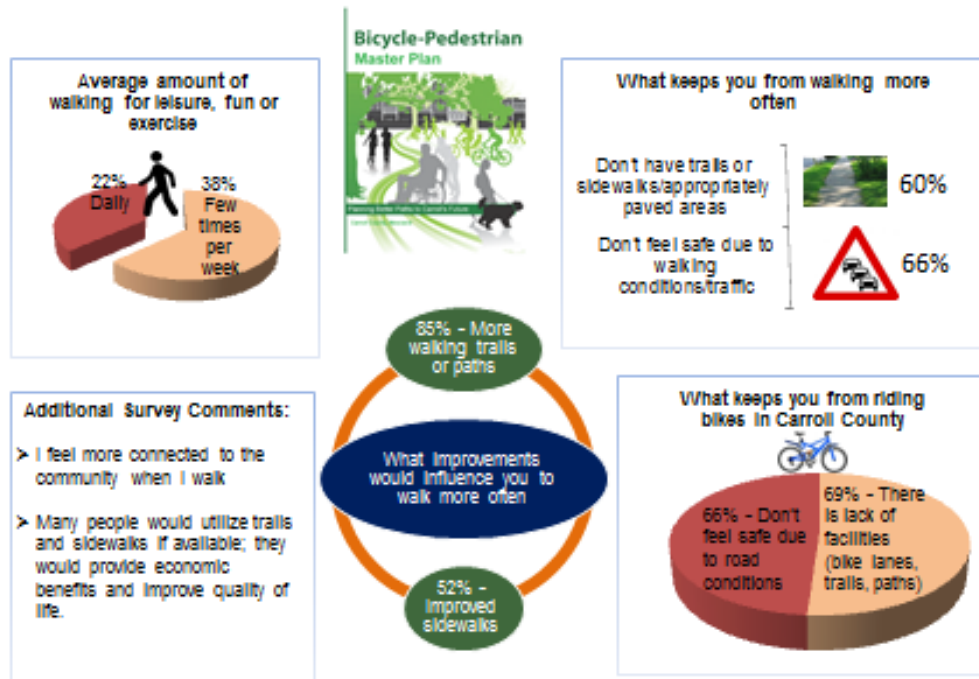 Bicycle-Pedestrian
Master Plan
Average amount of
walking for leisure, fun or
exercise
22%
Daily
38%
Few
times
per
week
What keeps you from walking more
often
Don't have trails or
sidewalks/appropriately
paved areas
60%
Don't feel safe due to
walking
conditions/traffic
66%
85% - More
walking trails
or paths
What improvements
would influence you to
walk more often
52% -
Improved
sidewalks
Additional Survey Comments:
➢ I feel more connected to the
community when I walk
➢ Many people would utilize trails
and sidewalks if available; they
would provide economic
benefits and improve quality of
life.
What keeps you from riding
bikes in Carroll County
66% - Don't
feel safe due
to road
conditions
69% - There
is lack of
facilities
(bike lanes,
trails, paths)